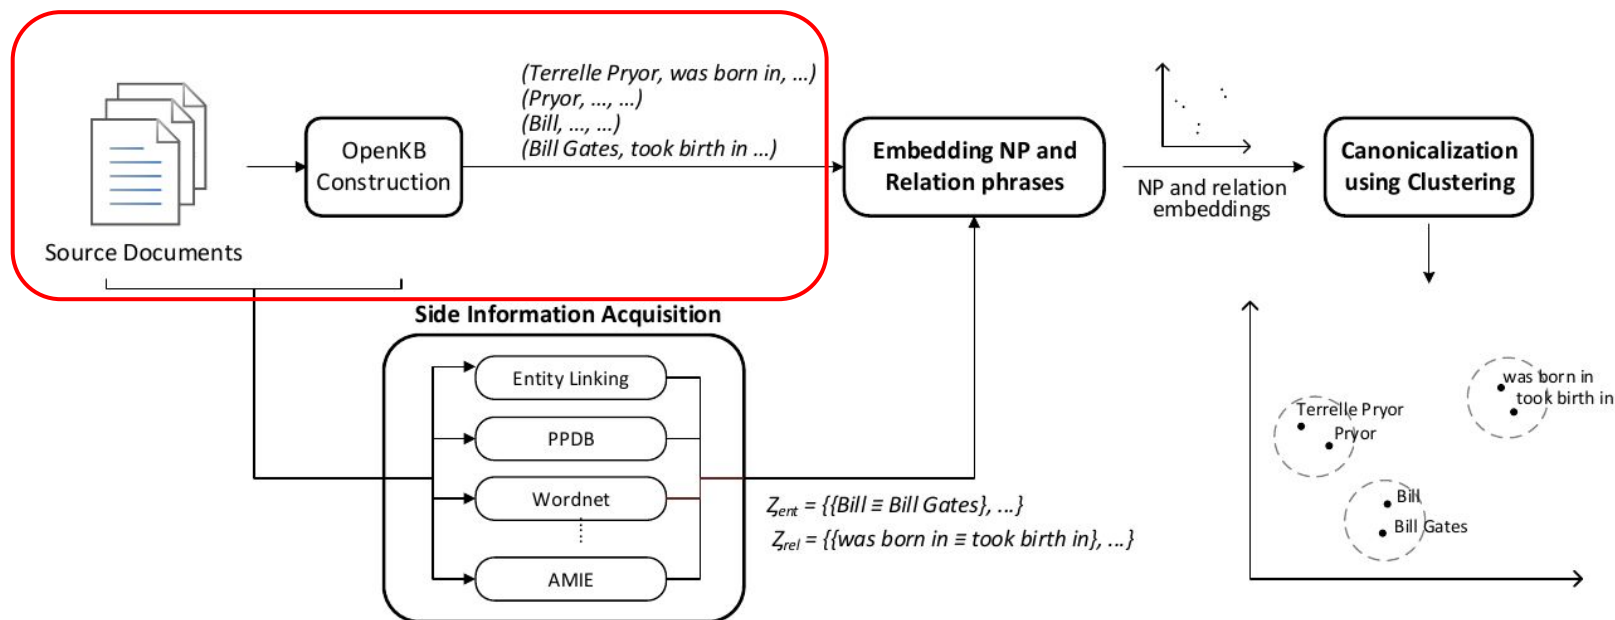 (Terrelle Pryor, was born in, ...)
(Pryor, ..., ...)
(Bill, ..., ...)
(Bill Gates, took birth in ...)
OpenKB
Construction
Source Documents
Embedding NP and
Relation phrases
NP and relation
embeddings
Canonicalization
using Clustering
Side Information Acquisition
Entity Linking
PPDB
Wordnet
AMIE
ζent = {{Bill ≡ Bill Gates}, ...}
ζrel = {{was born in ≡ took birth in}, ...}
was born in
took birth in
Terrelle Pryor
Pryor
Bill
Bill Gates